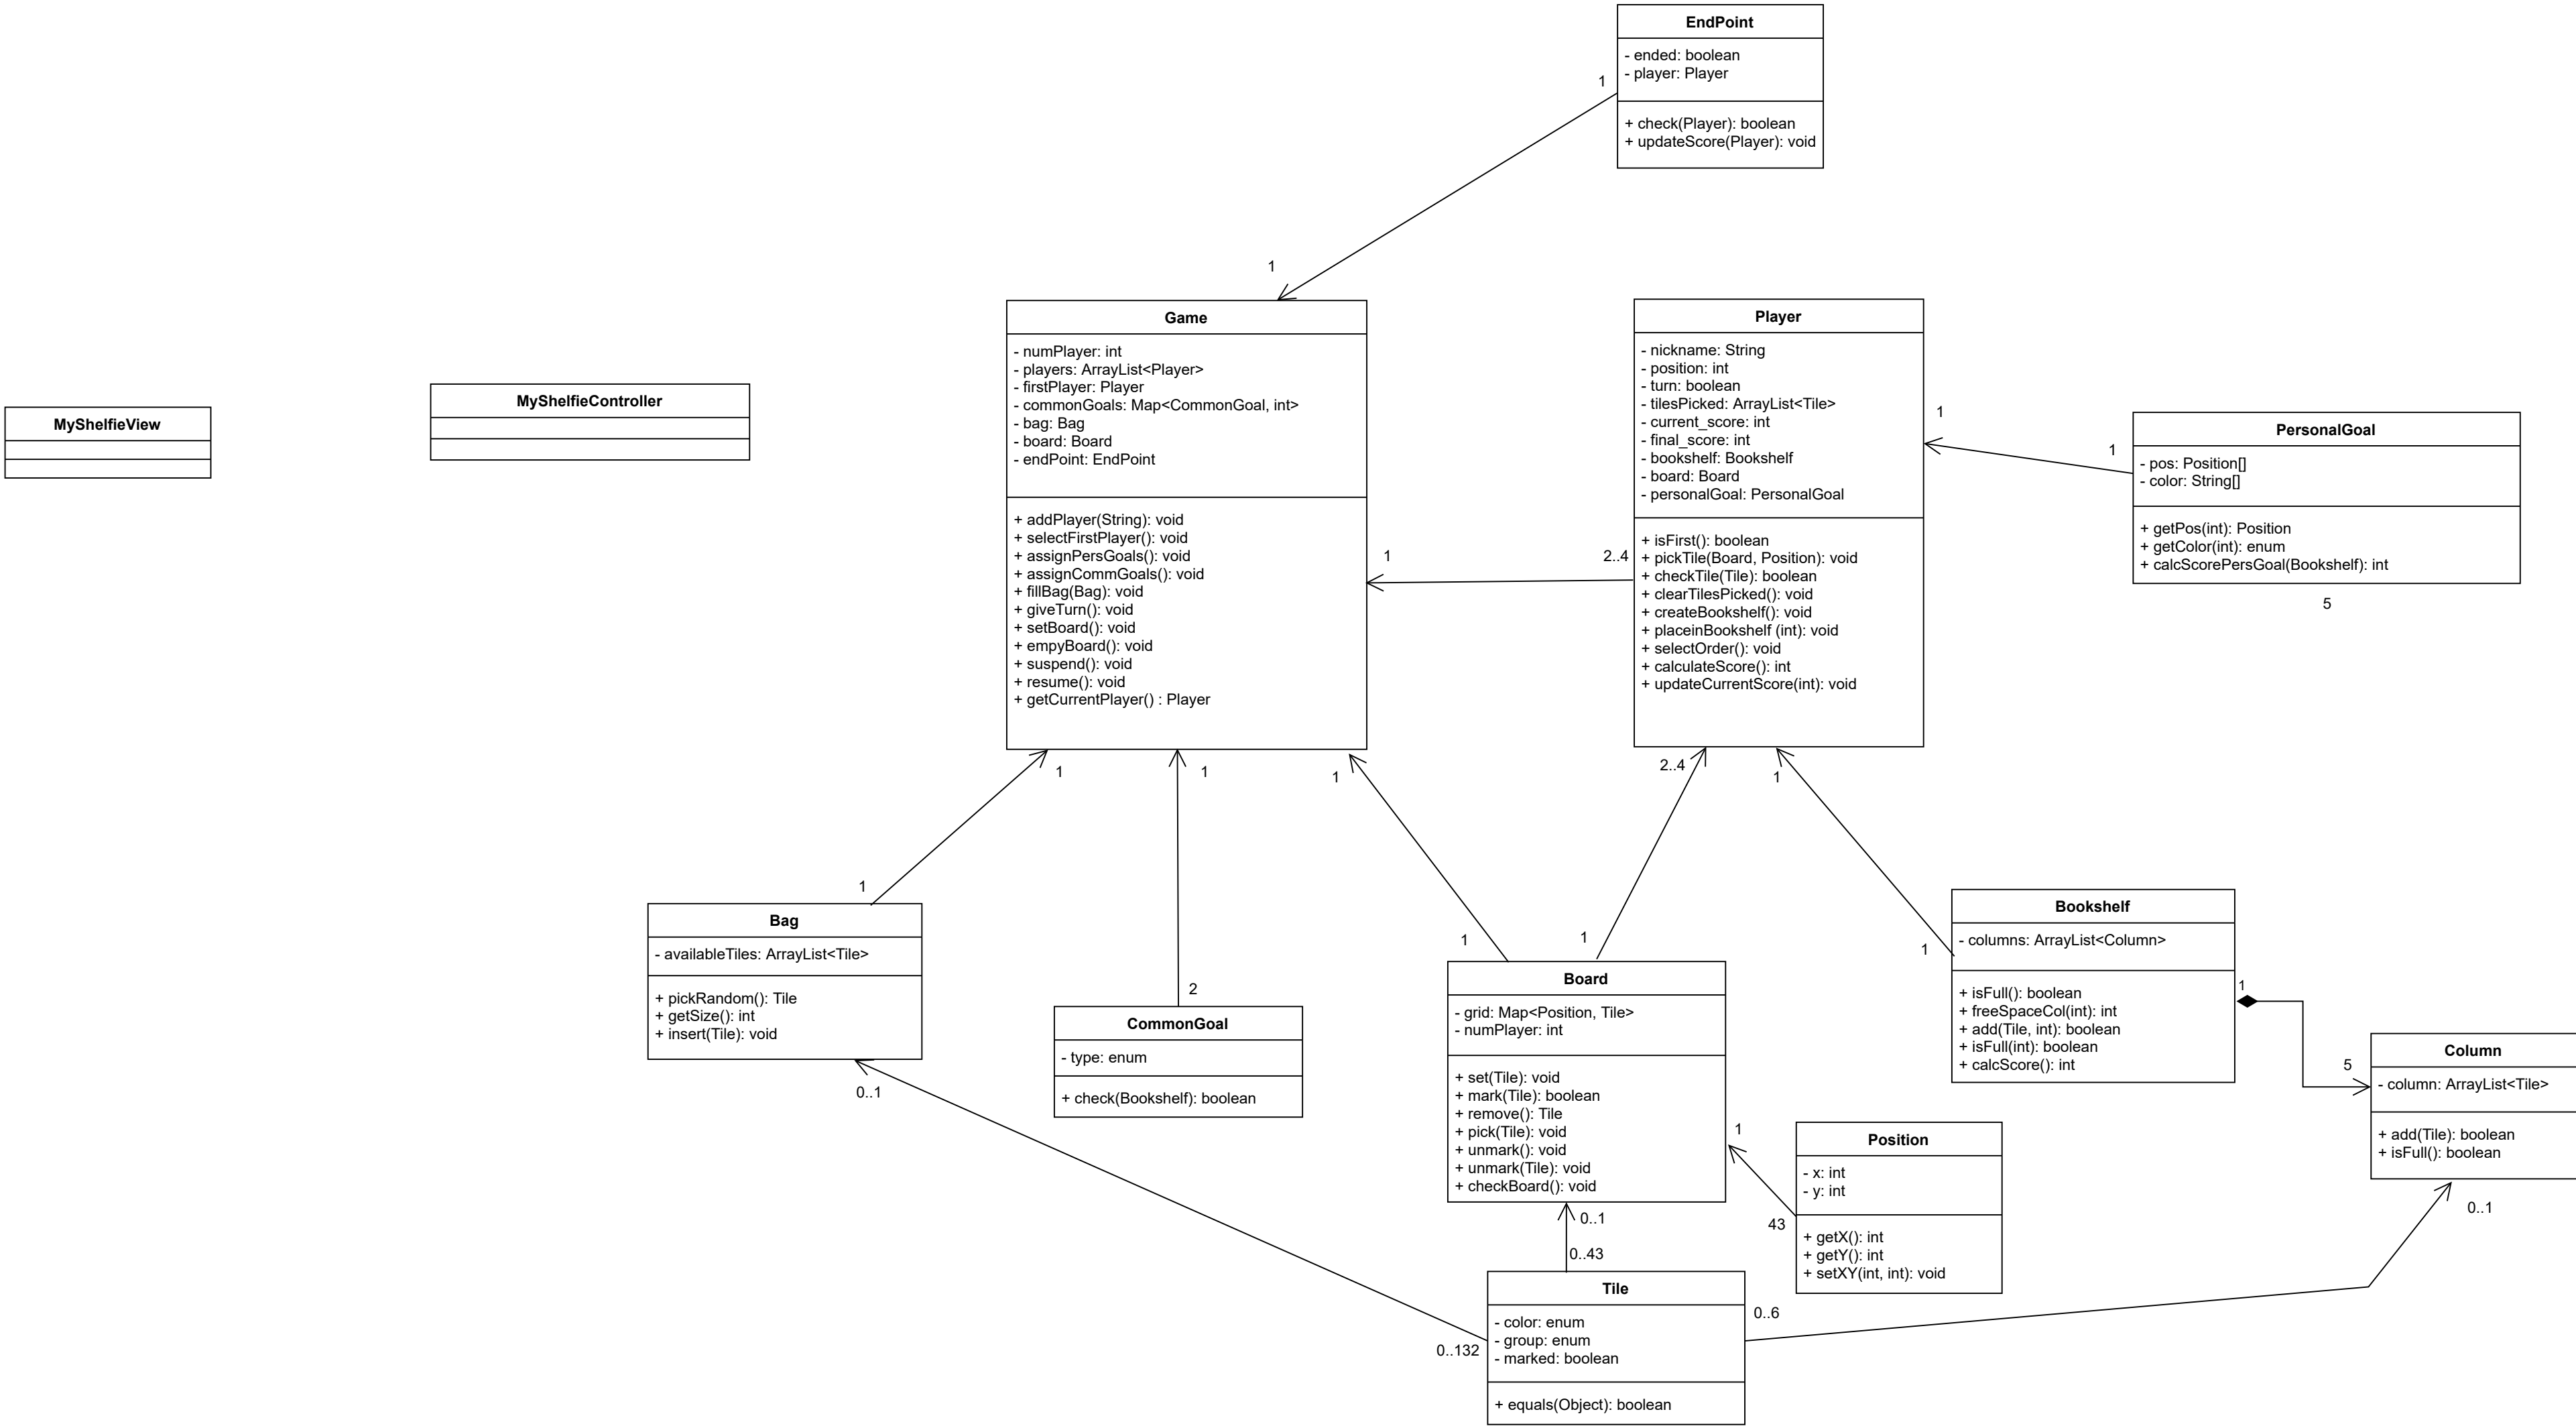 EndPoint
- ended: boolean
- player: Player
+ check(Player): boolean
+ updateScore(Player): void
1
1
MyShelfieView
MyShelfieController
Game
- numPlayer: int
- players: ArrayList<Player>
- firstPlayer: Player
- commonGoals: Map<CommonGoal, int>
- bag: Bag
- board: Board
- endPoint: EndPoint
+ addPlayer(String): void
+ selectFirstPlayer(): void
+ assignPersGoals(): void
+ assignCommGoals(): void
+ fillBag(Bag): void
+ giveTurn(): void
+ setBoard(): void
+ empyBoard(): void
+ suspend(): void
+ resume(): void
+ getCurrentPlayer() : Player
1
2..4
Player
- nickname: String
- position: int
- turn: boolean
- tilesPicked: ArrayList<Tile>
- current_score: int
- final_score: int
- bookshelf: Bookshelf
- board: Board
- personalGoal: PersonalGoal
+ isFirst(): boolean
+ pickTile(Board, Position): void
+ checkTile(Tile): boolean
+ clearTilesPicked(): void
+ createBookshelf(): void
+ placeinBookshelf (int): void
+ selectOrder(): void
+ calculateScore(): int
+ updateCurrentScore(int): void
1
1
PersonalGoal
- pos: Position[]
- color: String[]
+ getPos(int): Position
+ getColor(int): enum
+ calcScorePersGoal(Bookshelf): int
5
1
1
1
2..4
1
1
2
1
1
1
Bag
- availableTiles: ArrayList<Tile>
+ pickRandom(): Tile
+ getSize(): int
+ insert(Tile): void
0..1
CommonGoal
- type: enum
+ check(Bookshelf): boolean
Board
- grid: Map<Position, Tile>
- numPlayer: int
+ set(Tile): void
+ mark(Tile): boolean
+ remove(): Tile
+ pick(Tile): void
+ unmark(): void
+ unmark(Tile): void
+ checkBoard(): void
Bookshelf
- columns: ArrayList<Column>
+ isFull(): boolean
+ freeSpaceCol(int): int
+ add(Tile, int): boolean
+ isFull(int): boolean
+ calcScore(): int
1
5
Column
- column: ArrayList<Tile>
+ add(Tile): boolean
+ isFull(): boolean
0..1
1
43
Position
- x: int
- y: int
+ getX(): int
+ getY(): int
+ setXY(int, int): void
0..1
0..43
Tile
- color: enum
- group: enum
- marked: boolean
+ equals(Object): boolean
0..6
0..132